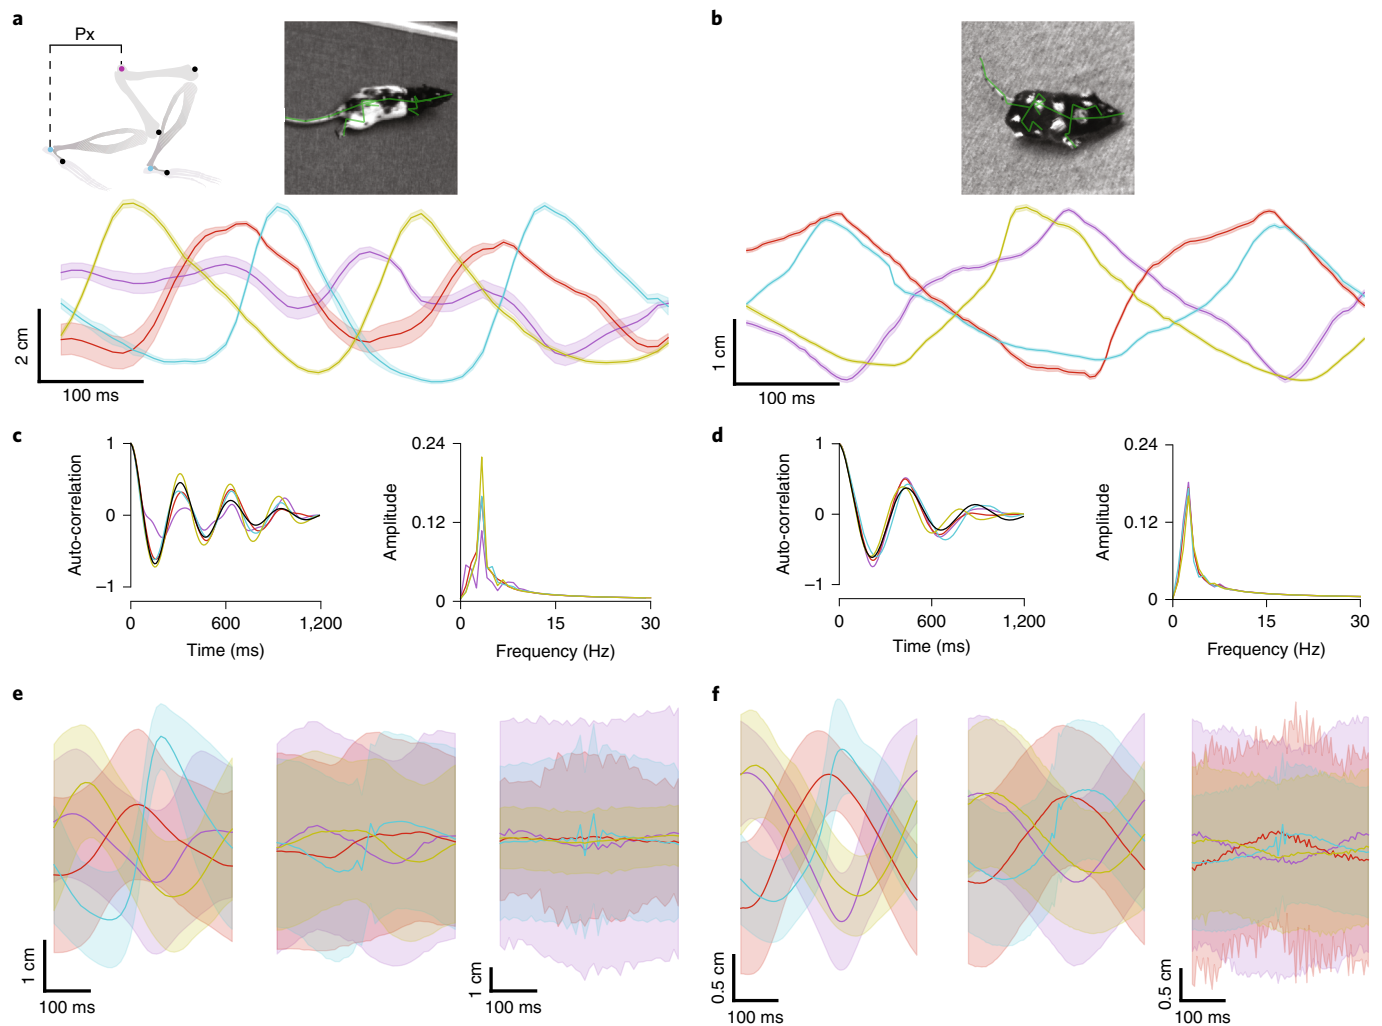 a
b
Px
2 cm
100 ms
1 cm
100 ms
c
d
1
0
−1
Auto-correlation
0
600
1,200
Time (ms)
0.24
0.12
0
Amplitude
0
15
30
Frequency (Hz)
1
0
−1
Auto-correlation
0
600
1,200
Time (ms)
0.24
0.12
0
Amplitude
0
15
30
Frequency (Hz)
e
f
1 cm
100 ms
1 cm
100 ms
0.5 cm
100 ms
0.5 cm
100 ms